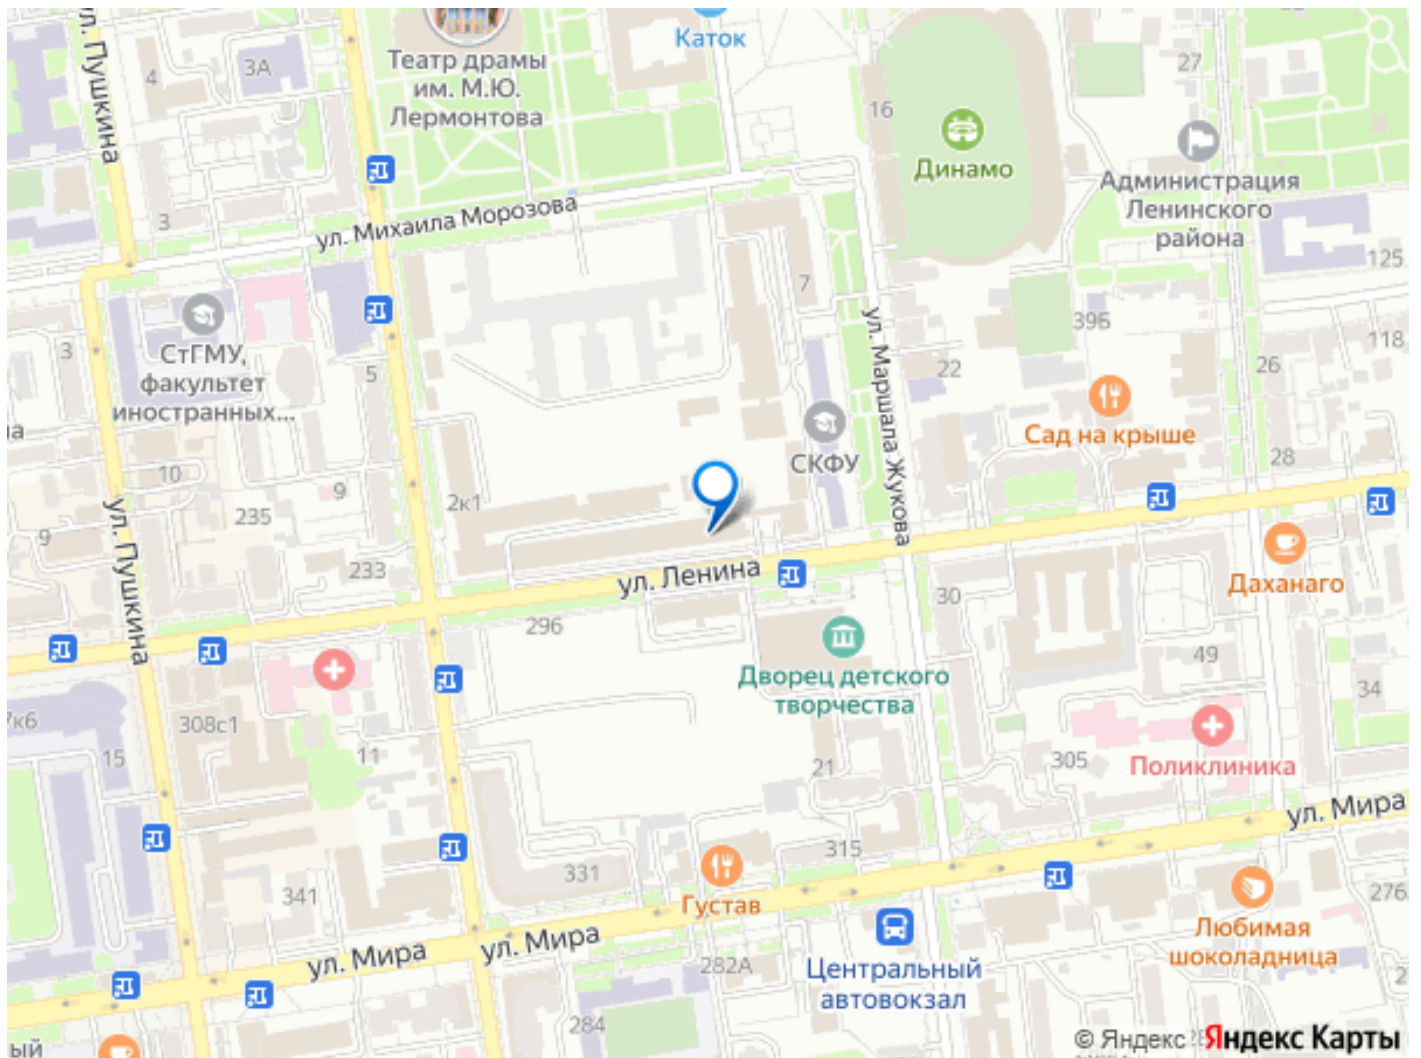 ул. Пушкина
4
3А
Театр драмы
им. М.Ю.
Лермонтова
Каток
16
27
Динамо
Администрация
Ленинского
района
125
3
ул. Михаила Морозова
7
39Б
118
СтГМУ,
факультет
иностранных...
3
5
ул. Маршала Жукова
22
26
Сад на крыше
28
СКФУ
10
9
2к1
235
ул. Пушкина
9
233
ул. Ленина
Даханаго
30
296
Дворец детского
творчества
49
34
7к6
308с1
15
11
21
305
Поликлиника
ул. Мира
315
331
341
Густав
276
Любимая
шоколадница
ул. Мира
ул. Мира
282А
Центральный
автовокзал
284
ый
© Яндекс Яндекс Карты